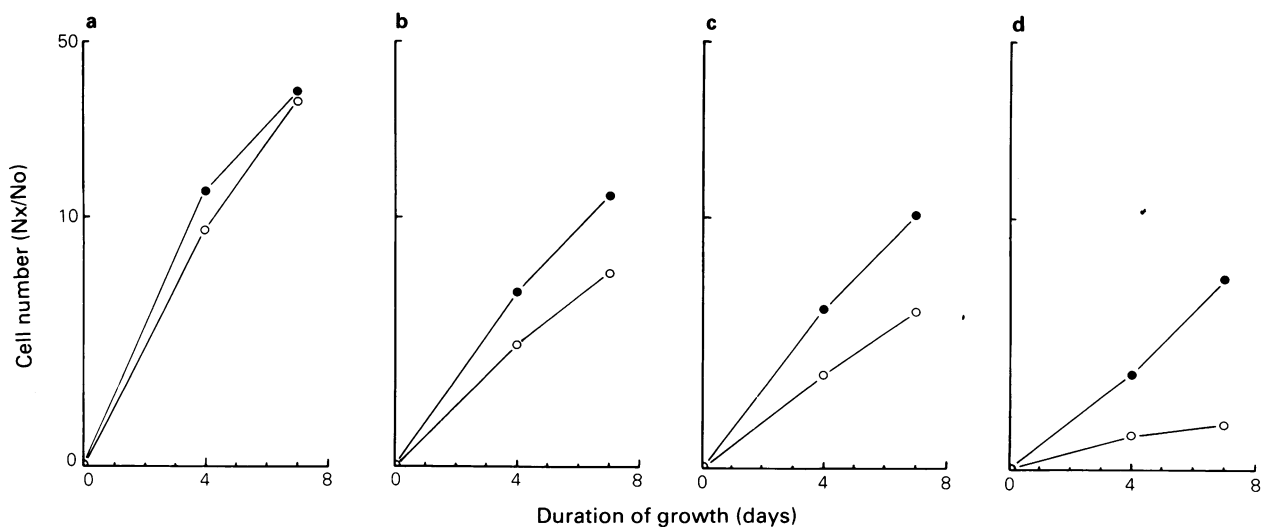 a b c d
50
10
0
Cell number (Nx/No)
0 4 8 0 4 8 0 4 8 0 4 8
Duration of growth (days)